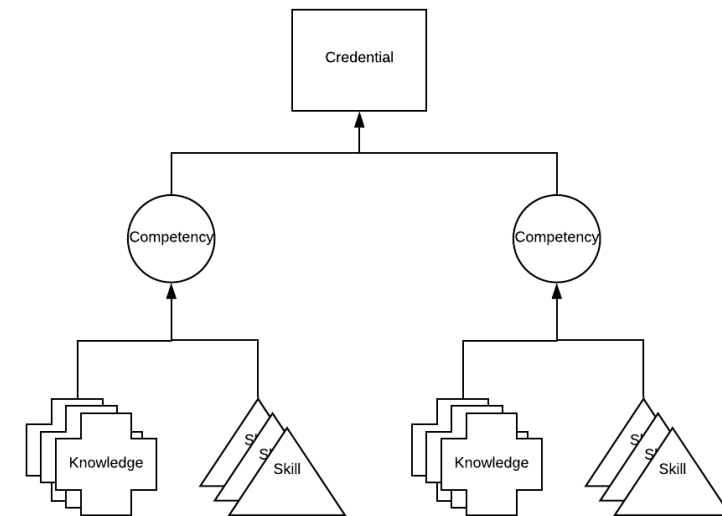 Credential
Competency
Competency
Knowledge
Skill
Knowledge
Skill